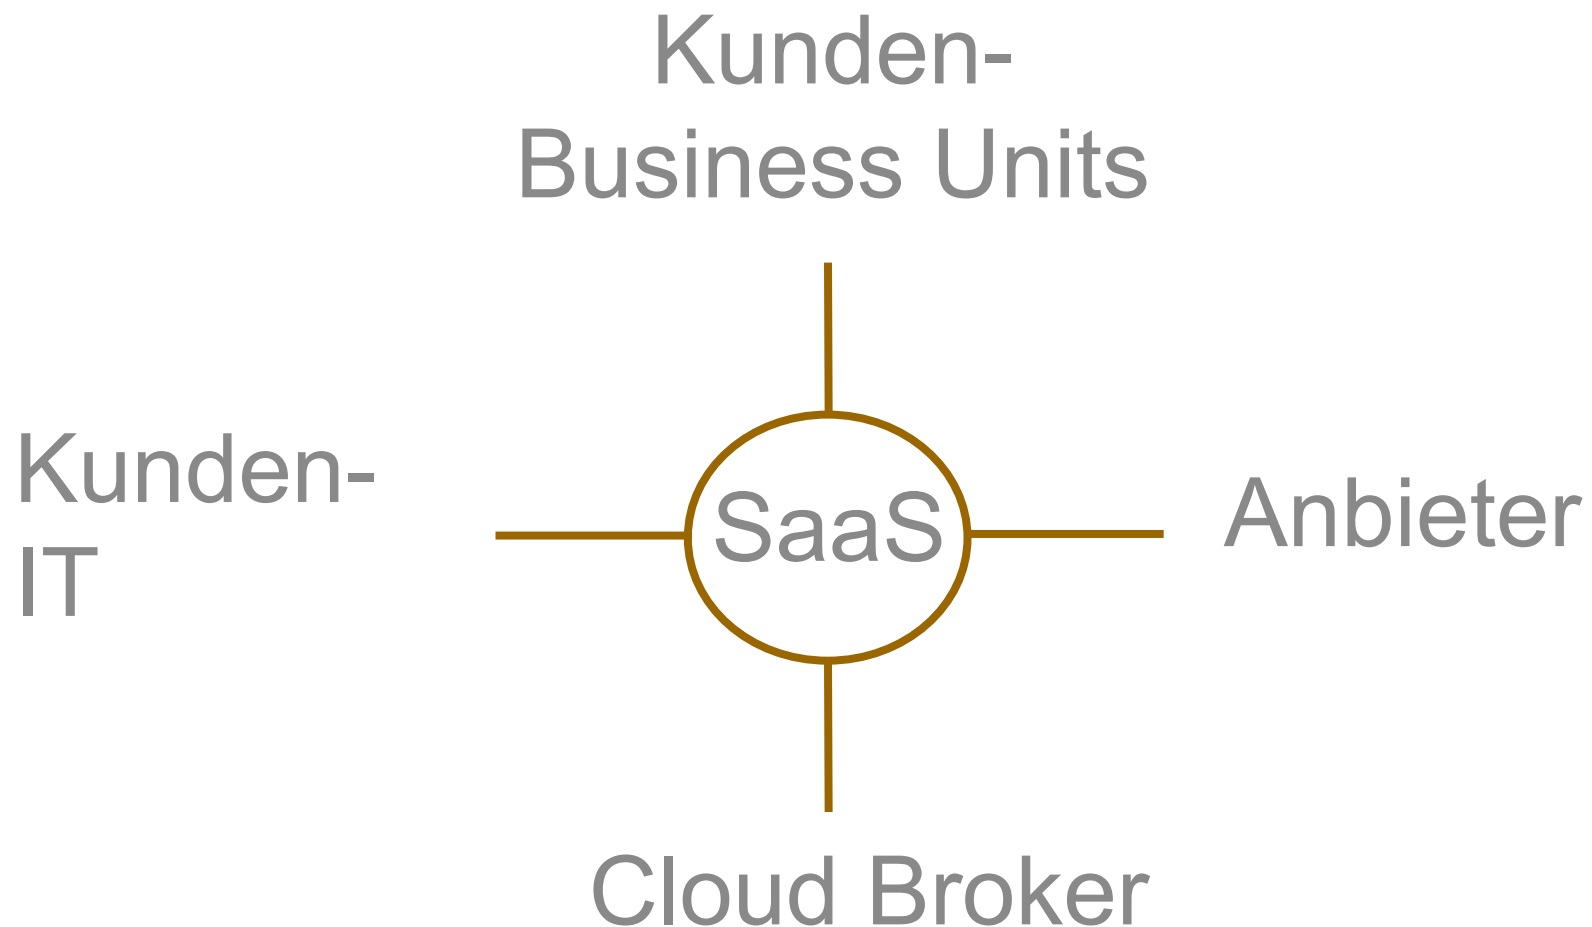 Kunden-
Business Units
Kunden-
IT
SaaS
Anbieter
Cloud Broker